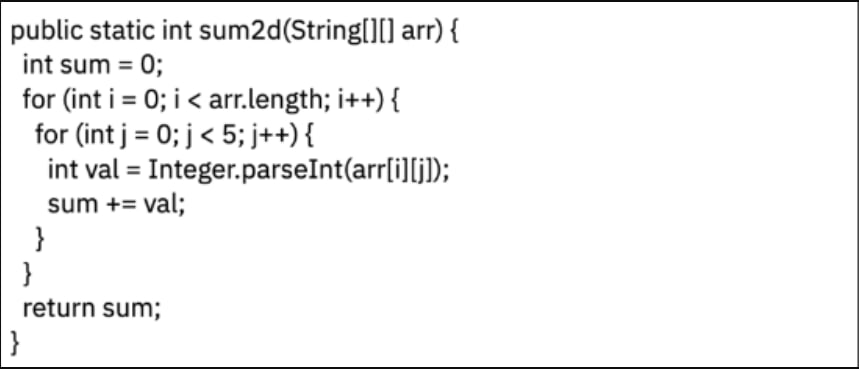 public static int sum2d(String[][] arr) {
int sum = 0;
for (int i = 0; i < arr.length; i++) {
for (int j = 0; j < 5; j++) {
int val = Integer.parseInt(arr[i][j]);
sum += val;
}
}
return sum;
}